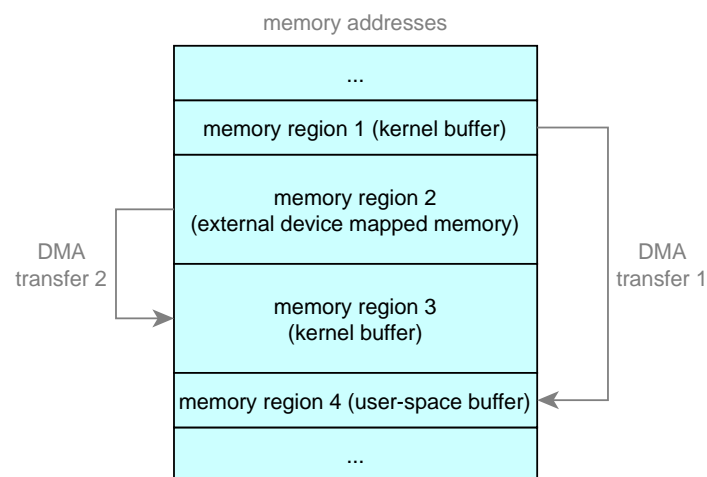 memory addresses
...
memory region 1 (kernel buffer)
memory region 2
(external device mapped memory)
DMA
transfer 2
DMA
transfer 1
memory region 3
(kernel buffer)
memory region 4 (user-space buffer)
...